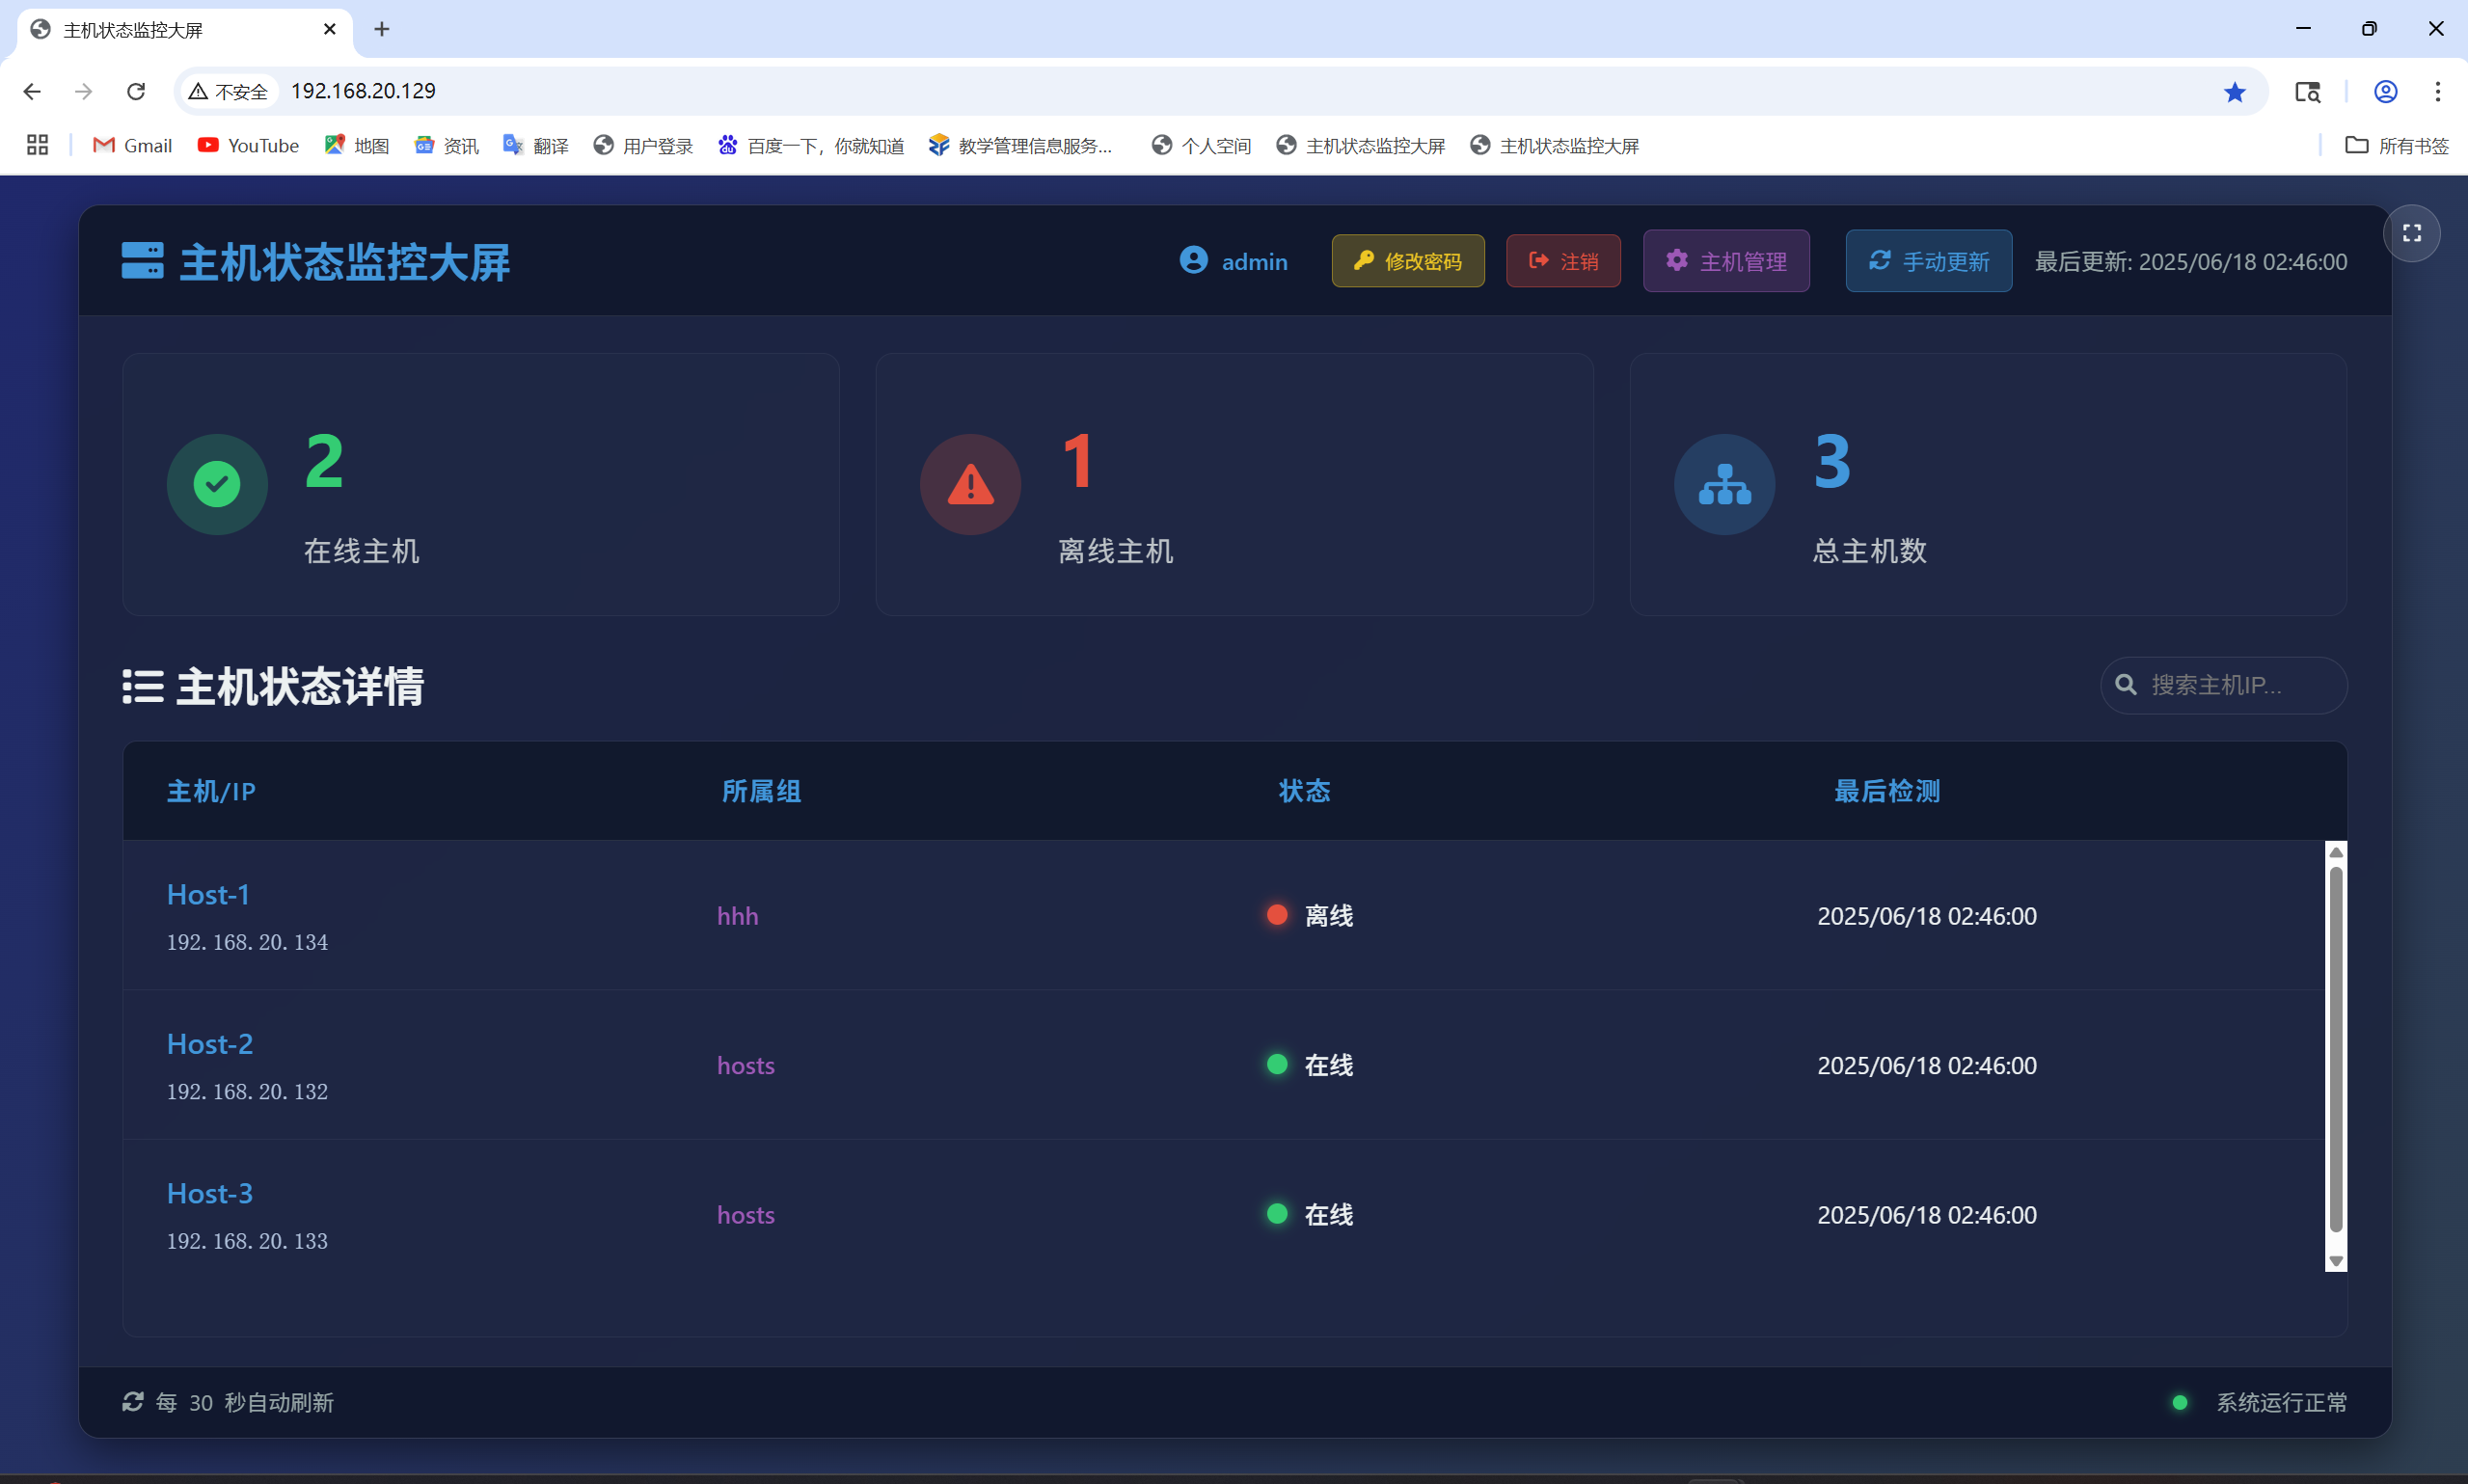 主机状态监控大屏
不安全 192.168.20.129
Gmail YouTube 地图 资讯 翻译 用户登录 百度一下，你就知道 教学管理信息服务... 个人空间 主机状态监控大屏 主机状态监控大屏 所有书签
主机状态监控大屏 admin 修改密码 注销 主机管理 手动更新 最后更新: 2025/06/18 02:46:00
2
在线主机
1
离线主机
3
总主机数
主机状态详情 搜索主机IP...
主机/IP 所属组 状态 最后检测
Host-1
192.168.20.134
hhh 离线 2025/06/18 02:46:00
Host-2
192.168.20.132
hosts 在线 2025/06/18 02:46:00
Host-3
192.168.20.133
hosts 在线 2025/06/18 02:46:00
每 30 秒自动刷新 系统运行正常